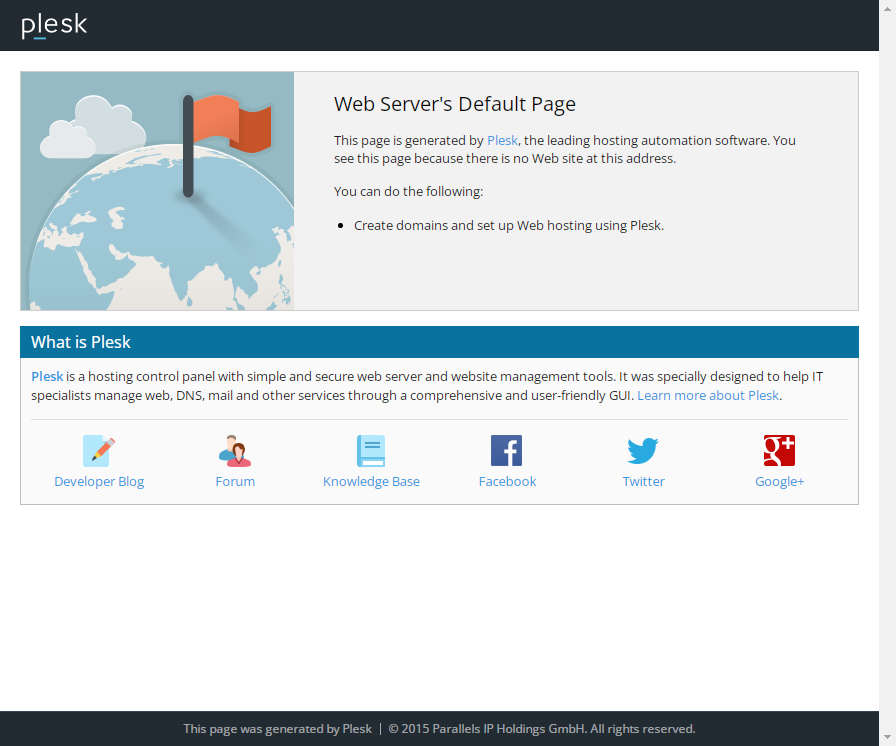 plesk
Web Server's Default Page
This page is generated by Plesk, the leading hosting automation software. You
see this page because there is no Web site at this address.
You can do the following:
Create domains and set up Web hosting using Plesk.
What is Plesk
Plesk is a hosting control panel with simple and secure web server and website management tools. It was specially designed to help IT
specialists manage web, DNS, mail and other services through a comprehensive and user-friendly GUI. Learn more about Plesk.
Developer Blog
Forum
Knowledge Base
Facebook
Twitter
Google+
This page was generated by Plesk | © 2015 Parallels IP Holdings GmbH. All rights reserved.